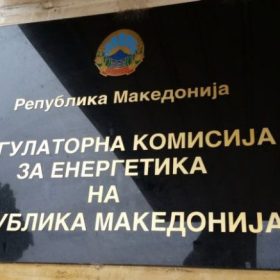 Република Македонија
ГУЛАТОРНА КОМИСИЈА
ЗА ЕНЕРГЕТИКА
НА
УБЛИКА МАКЕДОНИЈА